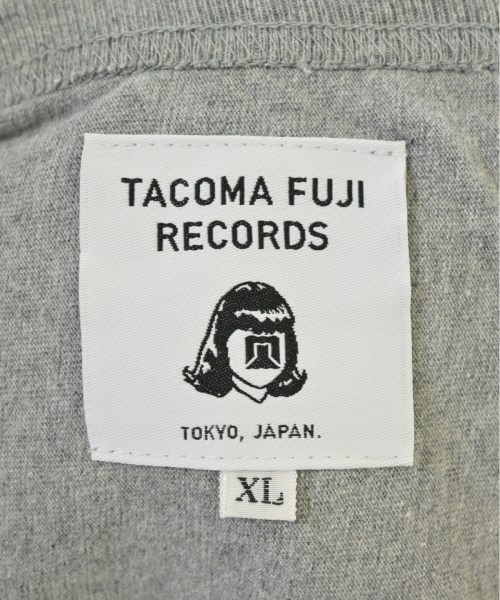 TACOMA FUJI
RECORDS
TOKYO, JAPAN.
XL